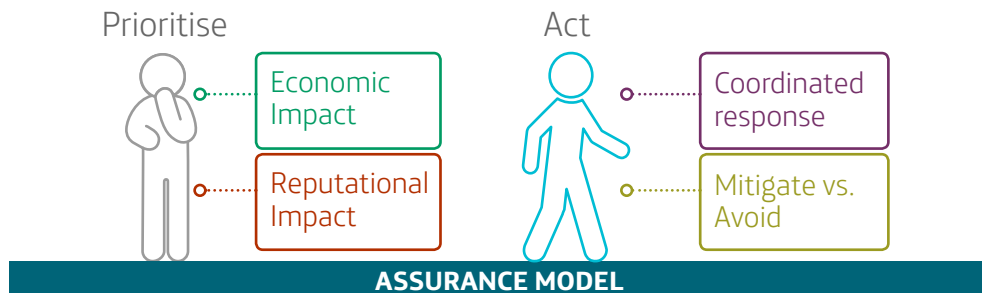 Prioritise
Economic
Impact
Reputational
Impact
Act
Coordinated
response
Mitigate vs.
Avoid
ASSURANCE MODEL